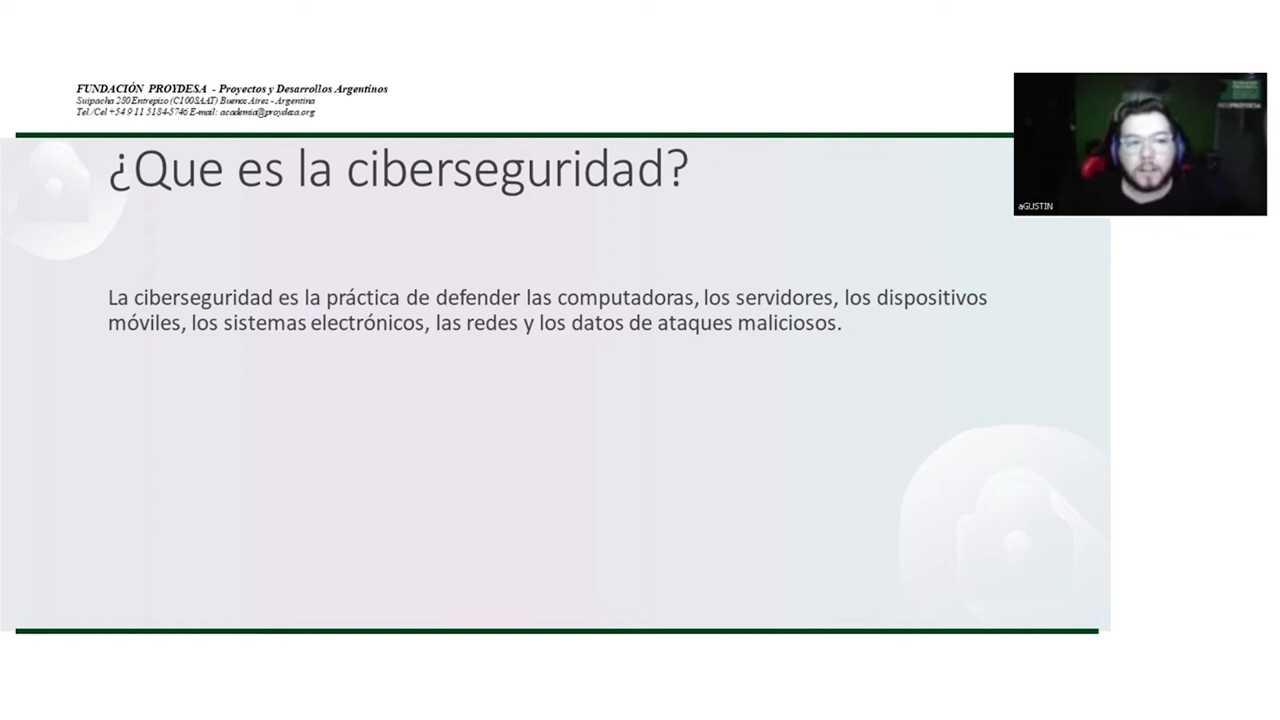 FUNDACIÓN PROYDESA - Proyectos y Desarrollos Argentinos
Suipacha 280 Entrepiso (C1008AAT) Buenos Aires - Argentina
Tel./Cel +54 9 11 5184-5746 E-mail: academia@proydesa.org
¿Que es la ciberseguridad?
La ciberseguridad es la práctica de defender las computadoras, los servidores, los dispositivos
móviles, los sistemas electrónicos, las redes y los datos de ataques maliciosos.
aGUSTIN